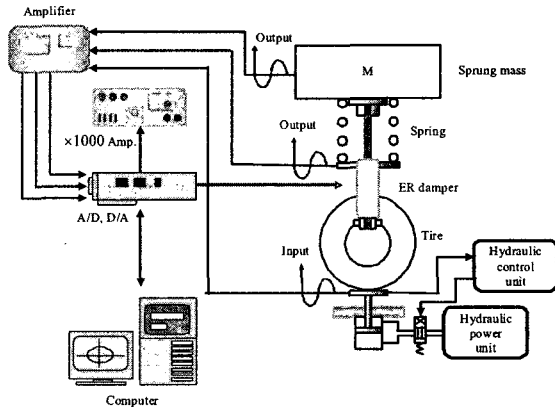 Amplifier
Output
M
Sprung mass
Output
Spring
×1000 Amp.
ER damper
A/D, D/A
Tire
Input
Hydraulic
control
unit
Hydraulic
power
unit
Computer